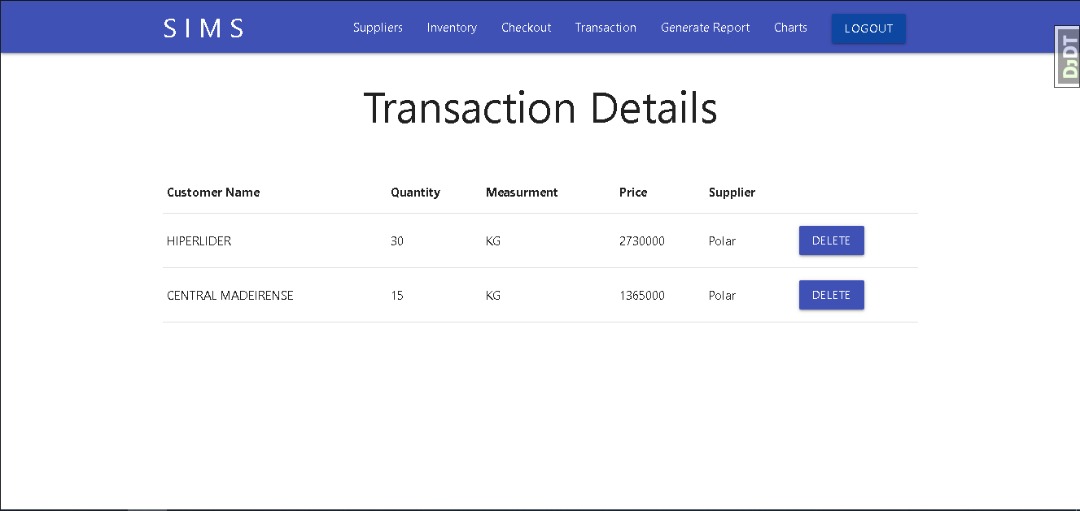 S I M S Suppliers Inventory Checkout Transaction Generate Report Charts LOGOUT
DJDT
Transaction Details
Customer Name Quantity Measurment Price Supplier
HIPERLIDER 30 KG 2730000 Polar DELETE
CENTRAL MADEIRENSE 15 KG 1365000 Polar DELETE